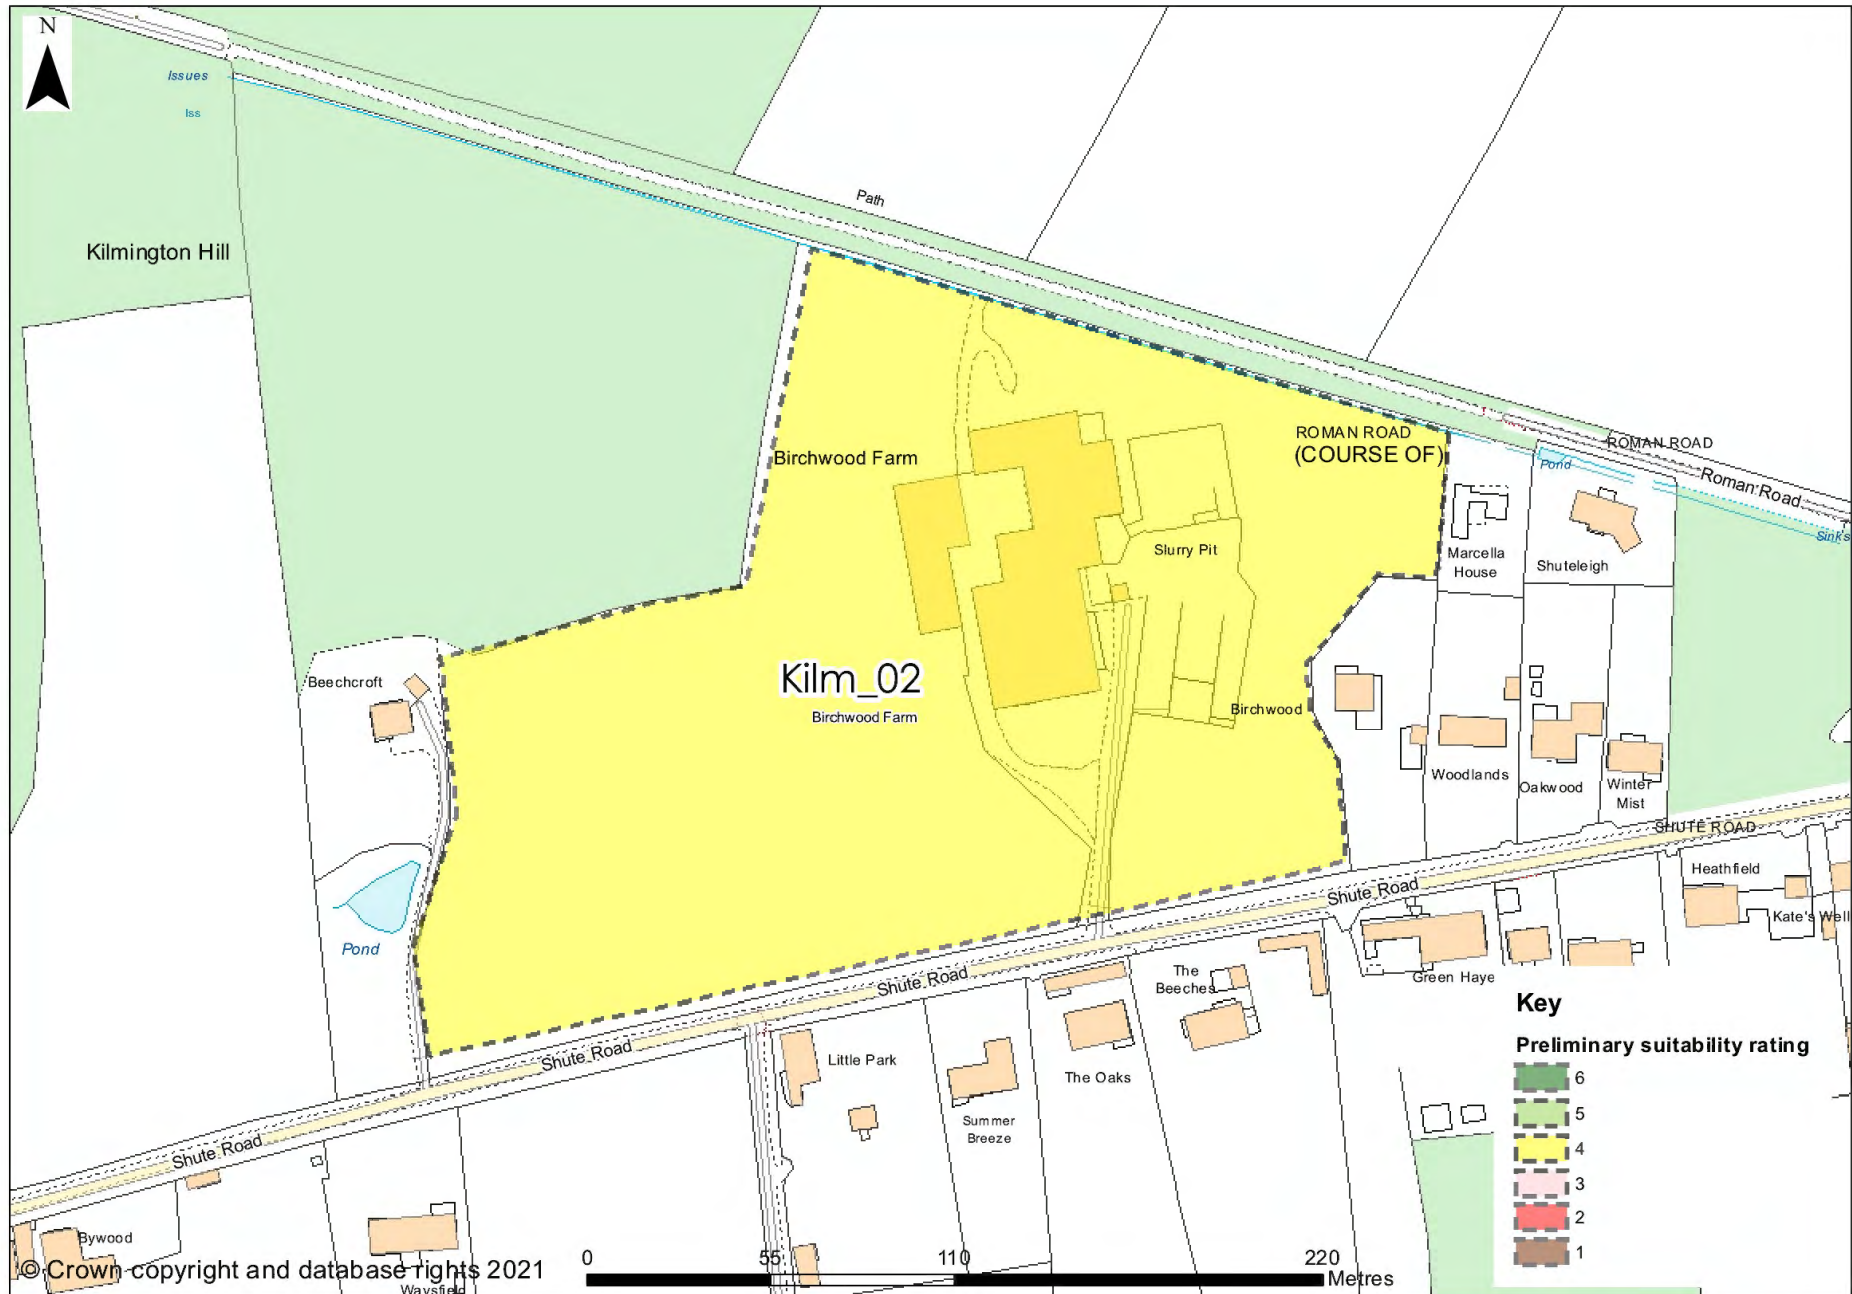 N
Issues
Iss
Path
Kilmington Hill
ROMAN ROAD
(COURSE OF)
ROMAN ROAD
Roman Road
Pond
Sinks
Birchwood Farm
Slurry Pit
Marcella
House
Shuteleigh
Beechcroft
Kilm_02
Birchwood Farm
Birchwood
Woodlands
Oakwood
Winter
Mist
SHUTE ROAD
Heathfield
Kate's Well
Shute Road
Green Haye
Pond
Shute Road
The
Beeches
Shute Road
Little Park
The Oaks
Summer
Breeze
Shute Road
Bywood
Waysfield
Key
Preliminary suitability rating
6
5
4
3
2
1
0 55 110 220
Metres
© Crown copyright and database rights 2021